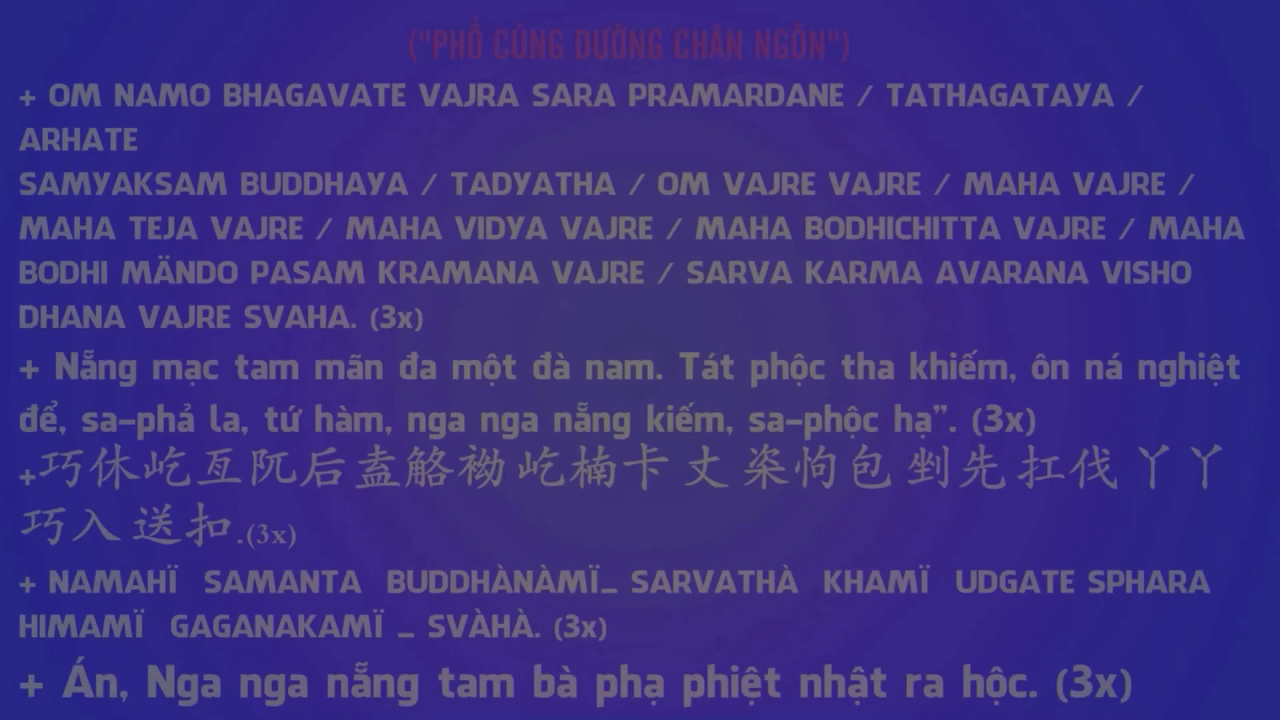 ("PHỔ CÚNG DƯỜNG CHÂN NGÔN")
+ OM NAMO BHAGAVATE VAJRA SARA PRAMARDANE / TATHAGATAYA /
ARHATE
SAMYAKSAM BUDDHAYA / TADYATHA / OM VAJRE VAJRE / MAHA VAJRE /
MAHA TEJA VAJRE / MAHA VIDYA VAJRE / MAHA BODHICHITTA VAJRE / MAHA
BODHI MÄNDO PASAM KRAMANA VAJRE / SARVA KARMA AVARANA VISHO
DHANA VAJRE SVAHA. (3x)
+ Nẵng mạc tam mãn đa một đà nam. Tát phộc tha khiếm, ôn ná nghiệt
để, sa-phả la, tứ hàm, nga nga nẵng kiếm, sa-phộc hạ”. (3x)
+巧休屹亙阢后盍觡袎屹楠卡丈楶怐包剉先扛伐丫丫
巧入送扣.(3x)
+ NAMAHÏ SAMANTA BUDDHÀNÀMÏ_ SARVATHÀ KHAMÏ UDGATE SPHARA
HIMAMÏ GAGANAKAMÏ _ SVÀHÀ. (3x)
+ Án, Nga nga nẵng tam bà phạ phiệt nhật ra hộc. (3x)